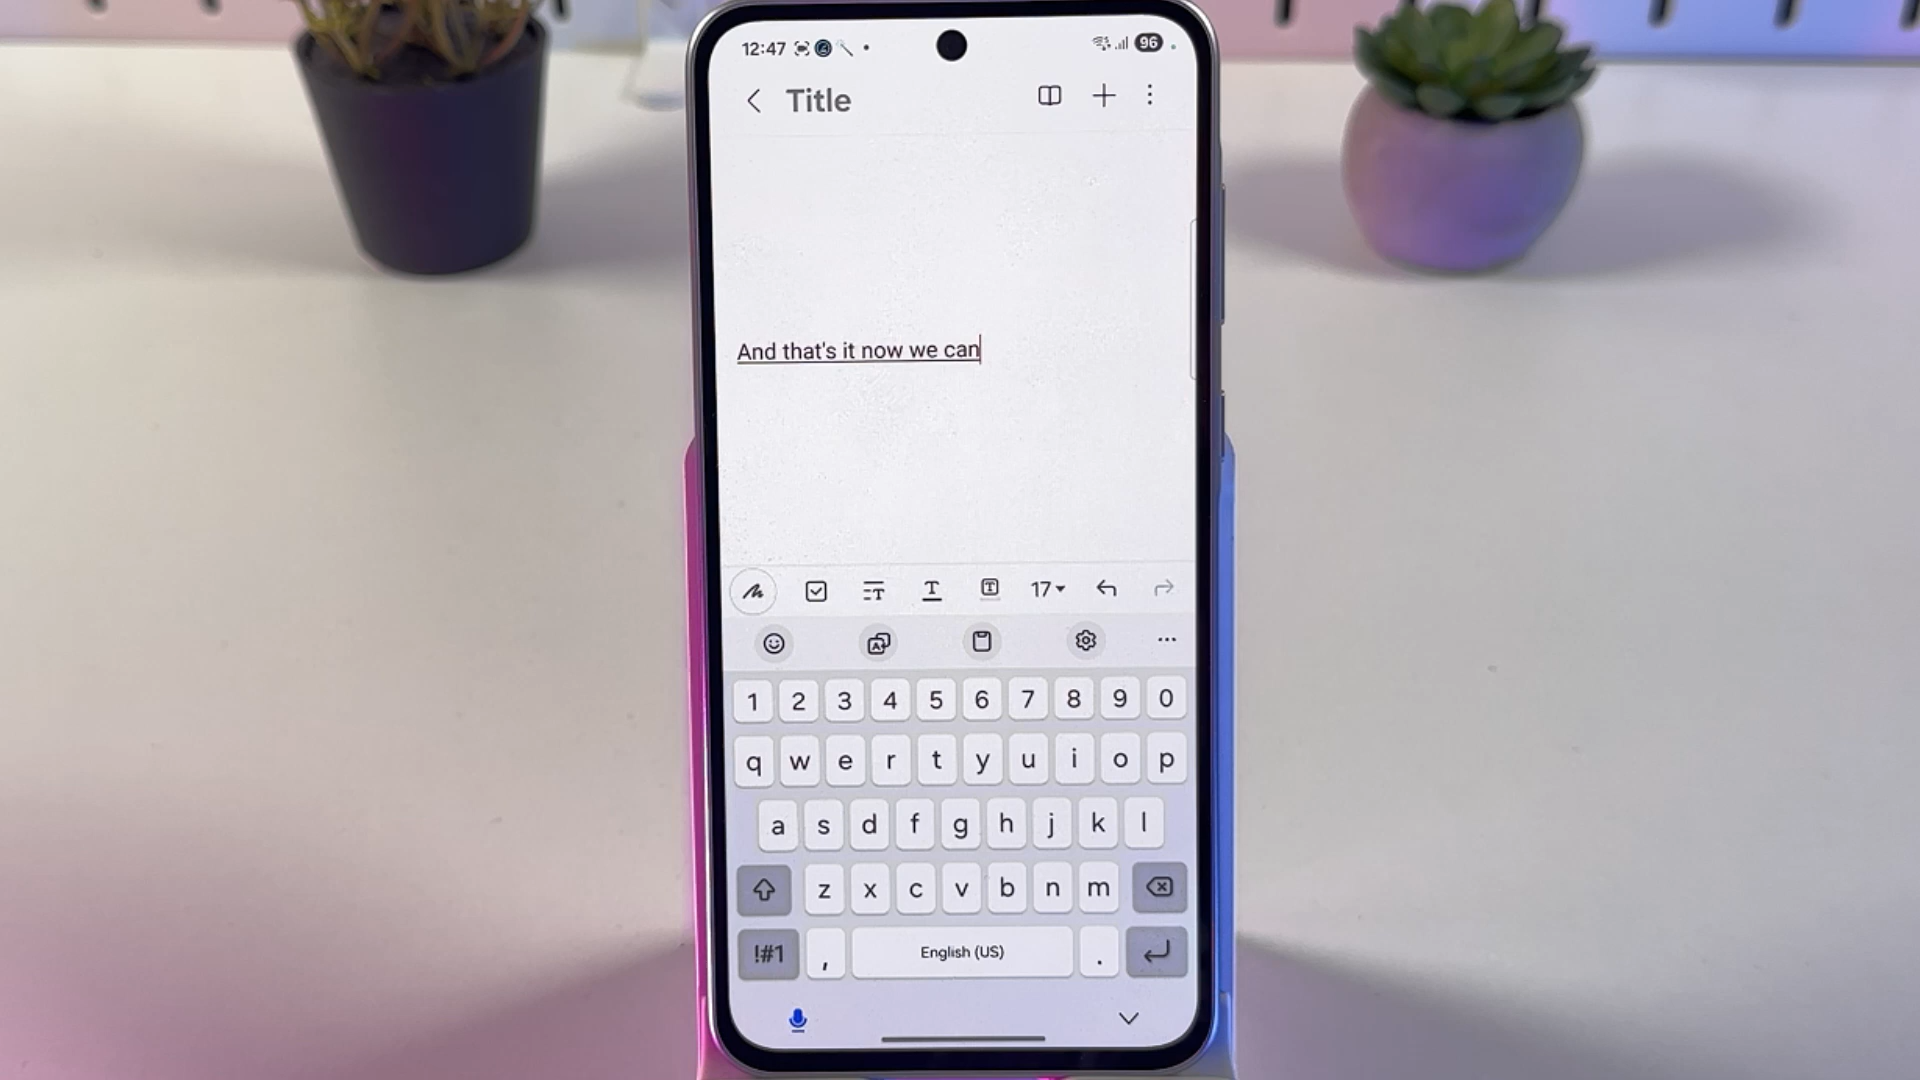 12:47 96
Title
And that's it now we can
17
1 2 3 4 5 6 7 8 9 0
q w e r t y u i o p
a s d f g h j k l
z x c v b n m
!#1 , English (US) .